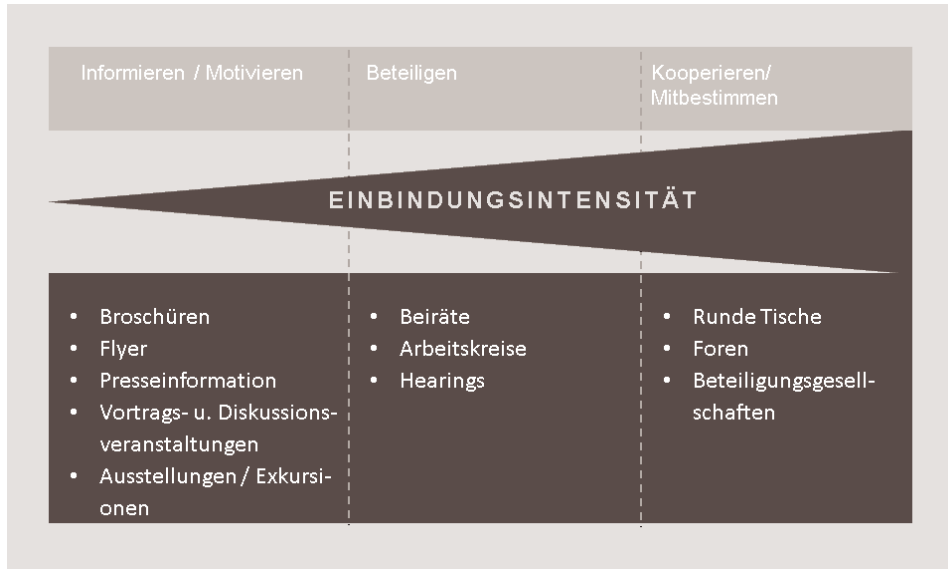 Informieren / Motivieren
Beteiligen
Kooperieren/
Mitbestimmen
EINBINDUNGSINTENSITÄT
• Broschüren
• Flyer
• Presseinformation
• Vortrags- u. Diskussions-
veranstaltungen
• Ausstellungen / Exkursi-
onen
• Beiräte
• Arbeitskreise
• Hearings
• Runde Tische
• Foren
• Beteiligungsgesell-
schaften